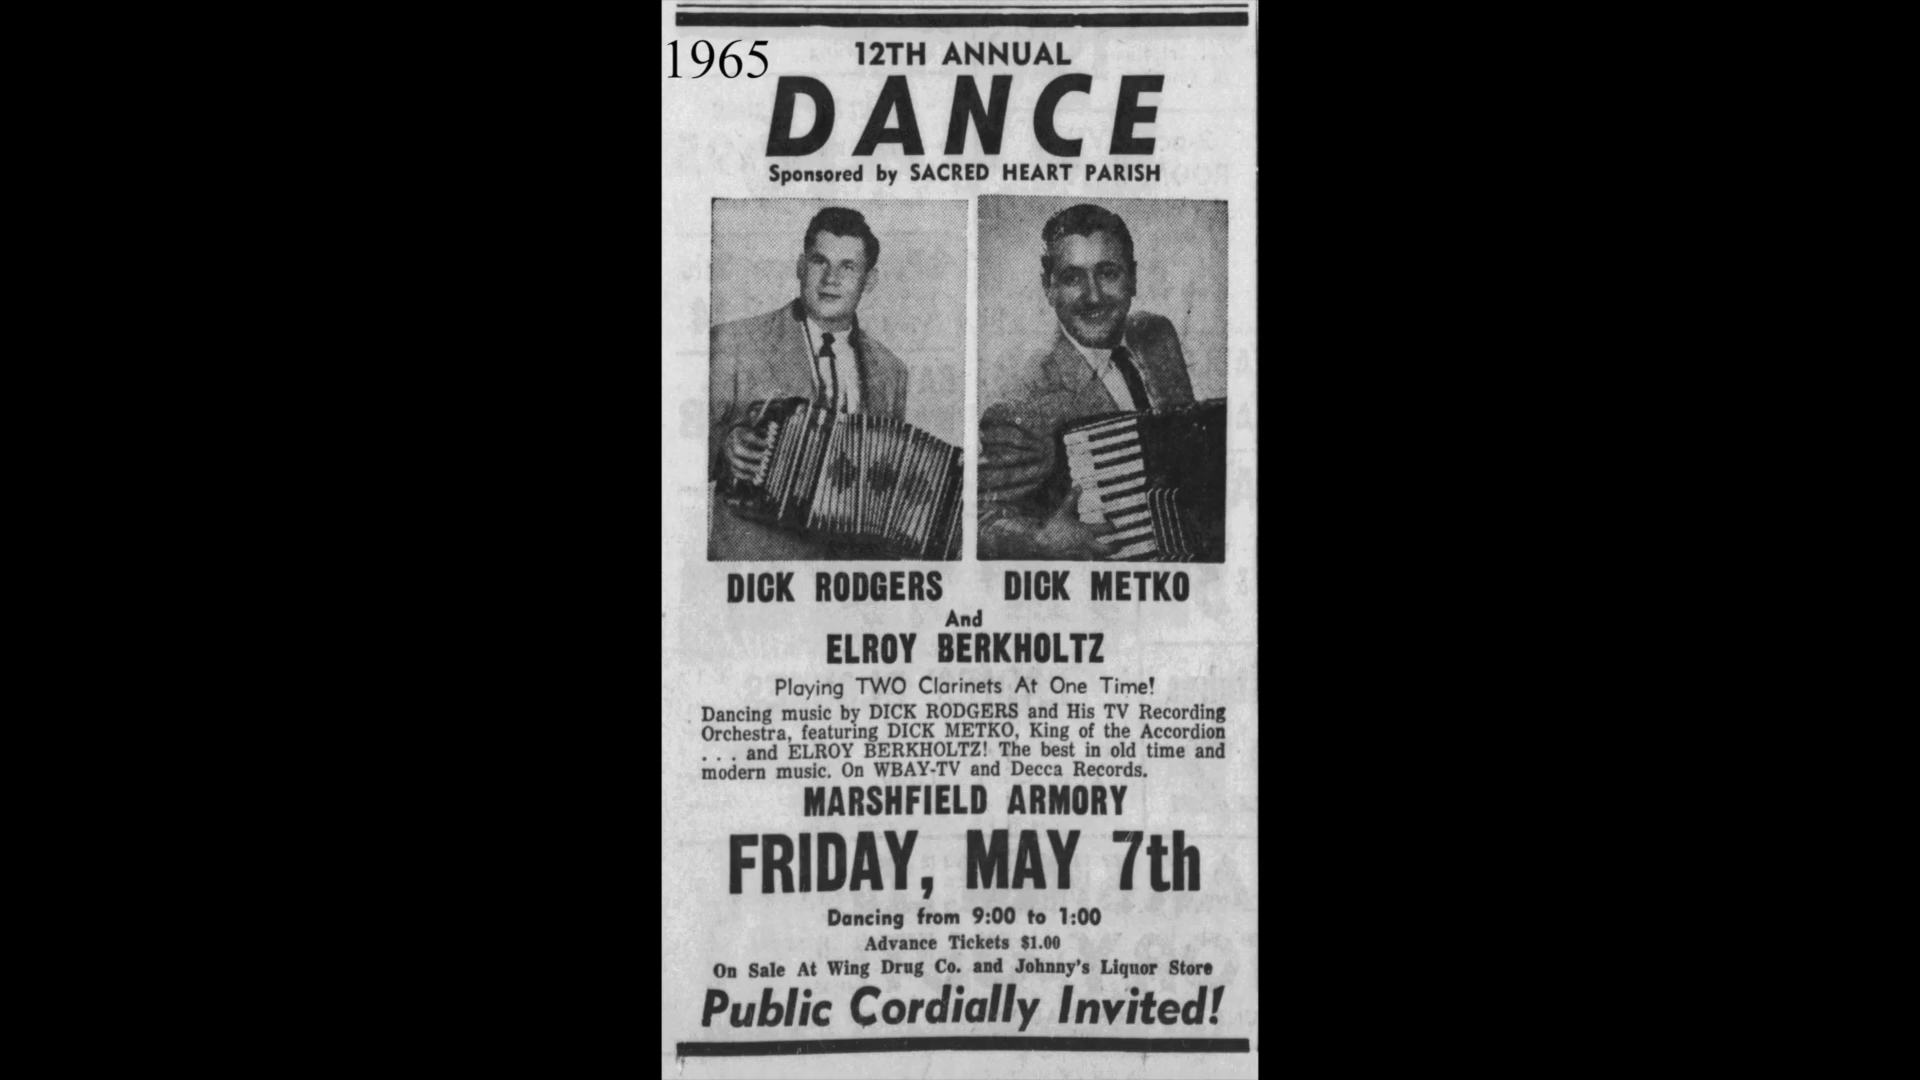 1965
12TH ANNUAL
DANCE
Sponsored by SACRED HEART PARISH
DICK RODGERS DICK METKO
And
ELROY BERKHOLTZ
Playing TWO Clarinets At One Time!
Dancing music by DICK RODGERS and His TV Recording
Orchestra, featuring DICK METKO, King of the Accordion
. . . and ELROY BERKHOLTZ! The best in old time and
modern music. On WBAY-TV and Decca Records.
MARSHFIELD ARMORY
FRIDAY, MAY 7th
Dancing from 9:00 to 1:00
Advance Tickets $1.00
On Sale At Wing Drug Co. and Johnny's Liquor Store
Public Cordially Invited!